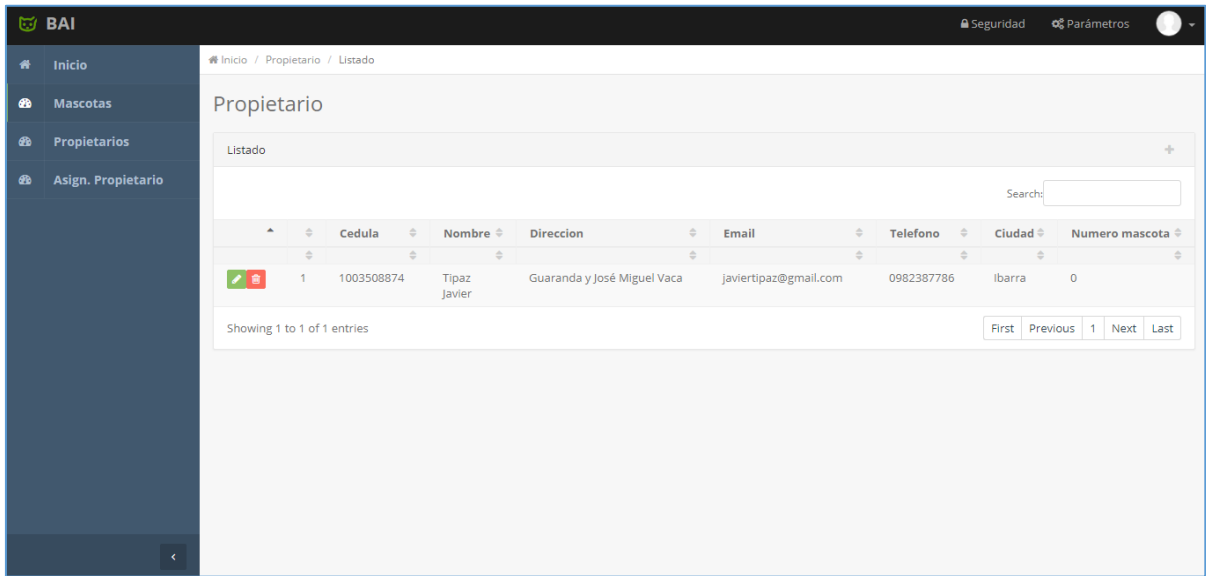 BAI
Seguridad Parámetros
Inicio
Mascotas
Propietarios
Asign. Propietario
Inicio / Propietario / Listado
Propietario
Listado
Search:
Cedula Nombre Direccion Email Telefono Ciudad Numero mascota
1 1003508874 Tipaz Javier Guaranda y José Miguel Vaca javiertipaz@gmail.com 0982387786 Ibarra 0
Showing 1 to 1 of 1 entries
First Previous 1 Next Last